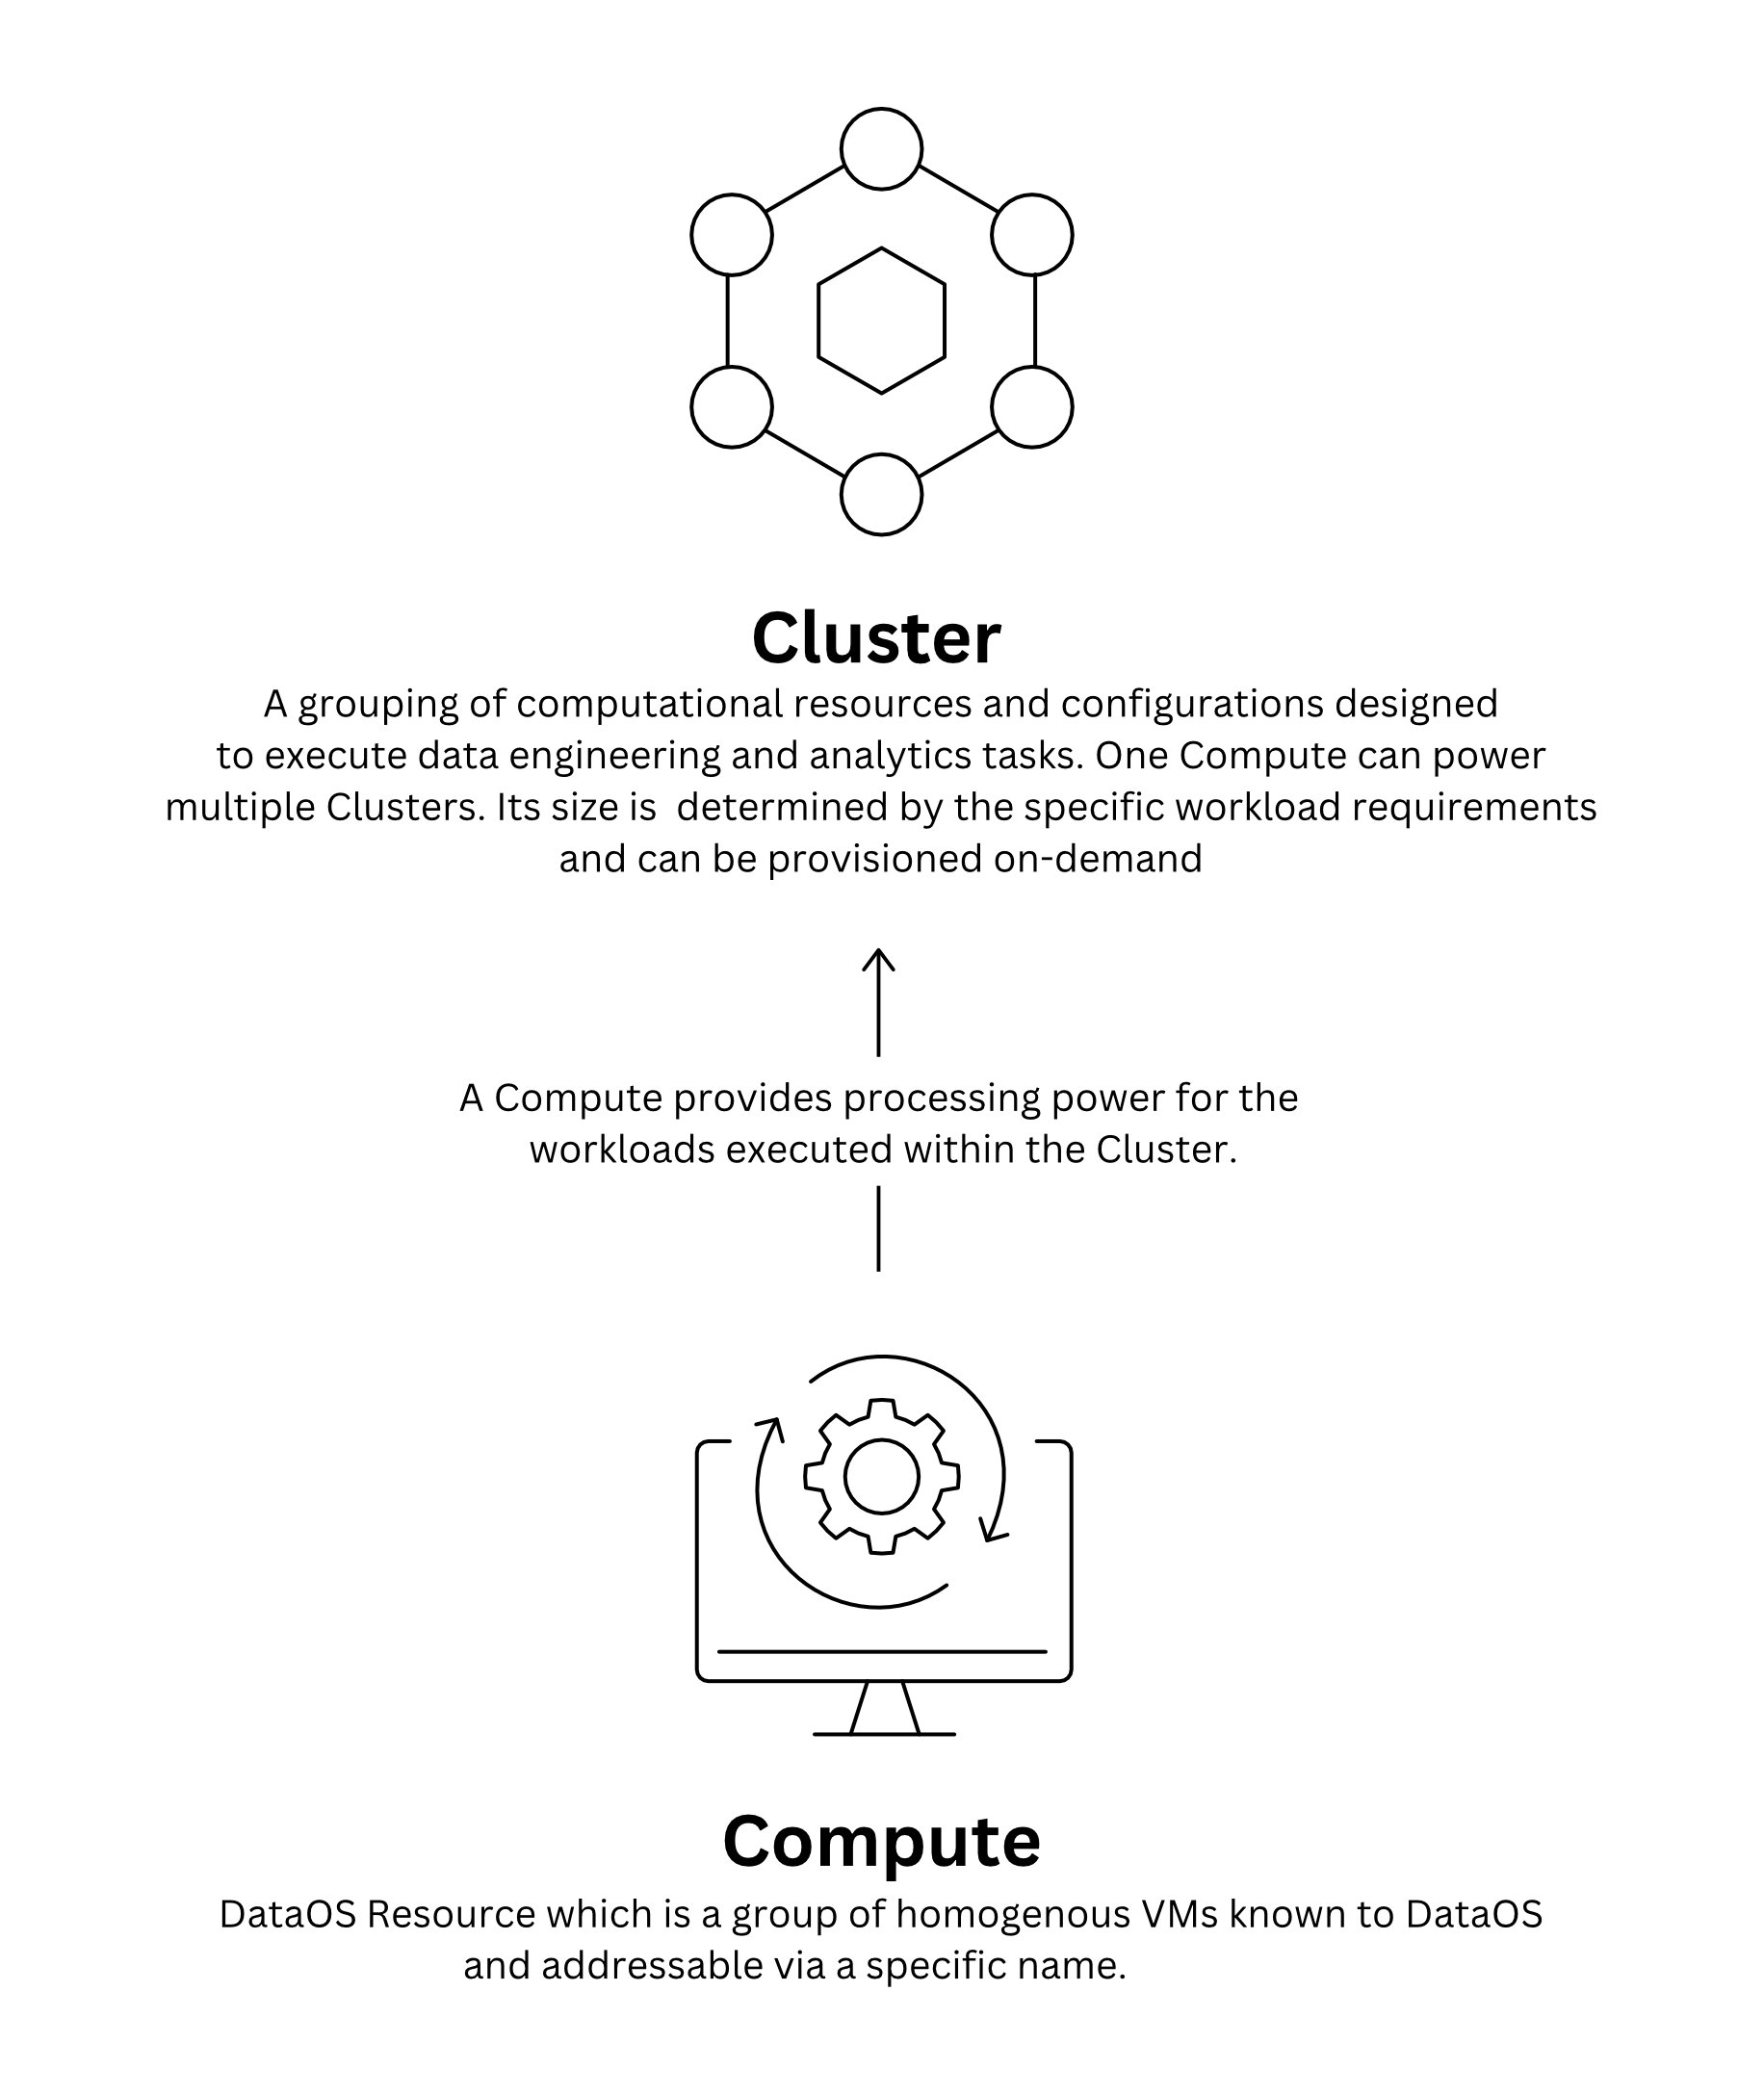 Cluster
A grouping of computational resources and configurations designed
to execute data engineering and analytics tasks. One Compute can power
multiple Clusters. Its size is  determined by the specific workload requirements
and can be provisioned on-demand
A Compute provides processing power for the
workloads executed within the Cluster.
Compute
DataOS Resource which is a group of homogenous VMs known to DataOS
and addressable via a specific name.